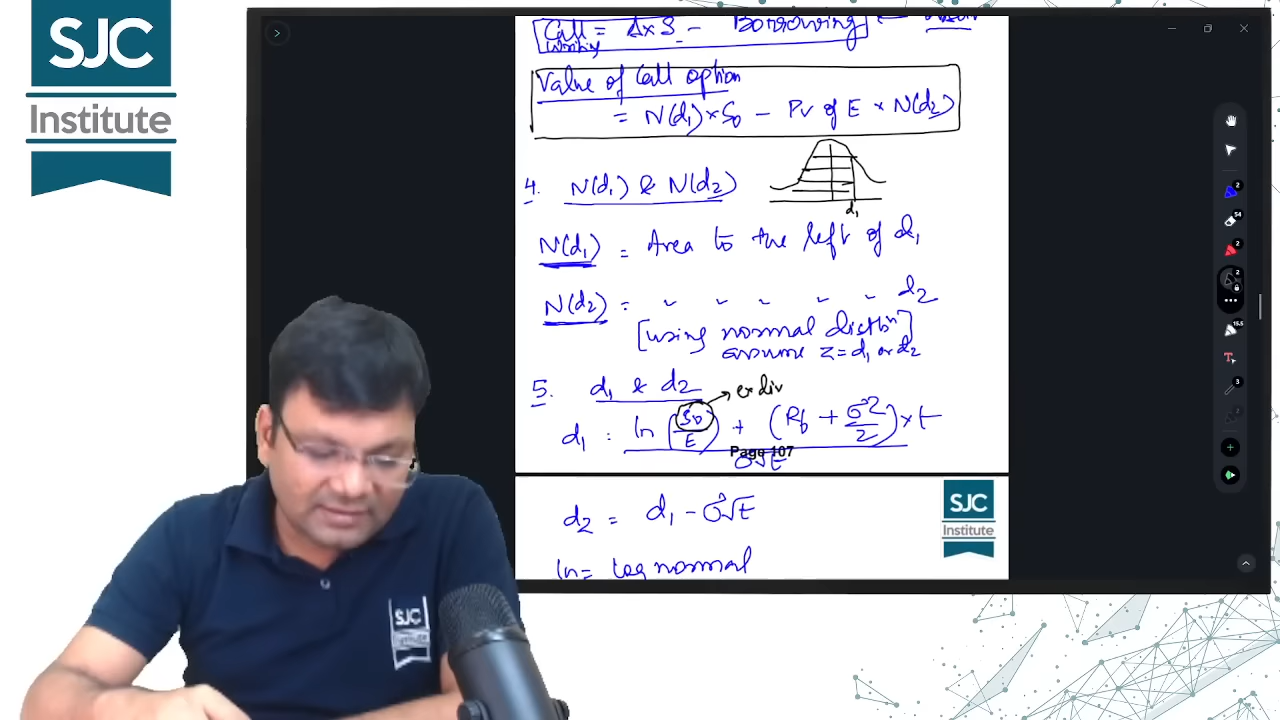 SJC
Institute
Call = Δ×S - Borrowing
Value of Call option
= N(d1)×S0 - PV of E × N(d2)
4. N(d1) & N(d2)
d1
N(d1) = Area to the left of d1
N(d2) = " " " " " d2
[using normal distbn]
assume z = d1 or d2
5. d1 & d2
ex div
d1 : ln (S0/E) + (Rf + σ2/2) × t
σ√t
Page 107
d2 = d1 - σ√t
SJC
Institute
ln = log normal
SJC
Institute